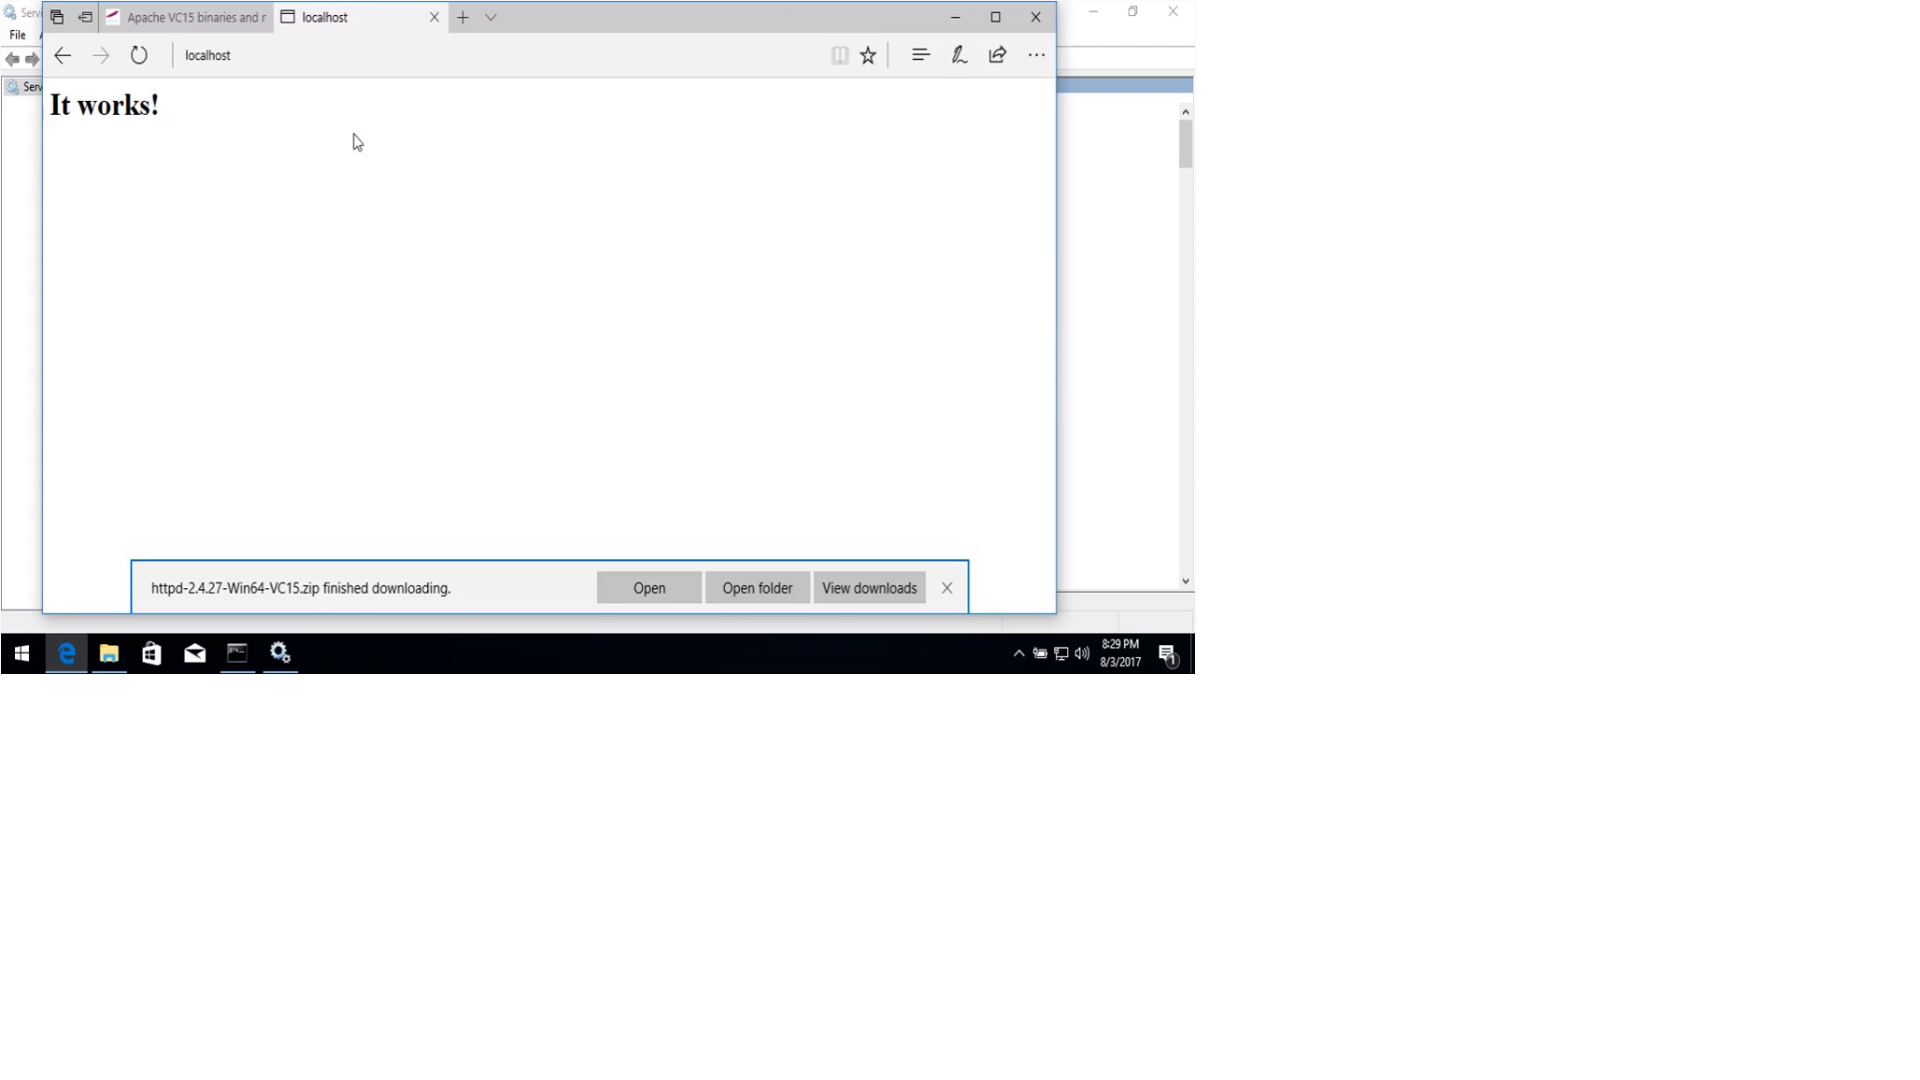 Serv
Apache VC15 binaries and r
localhost
File
localhost
Serv
It works!
httpd-2.4.27-Win64-VC15.zip finished downloading.
Open
Open folder
View downloads
8:29 PM
8/3/2017
1